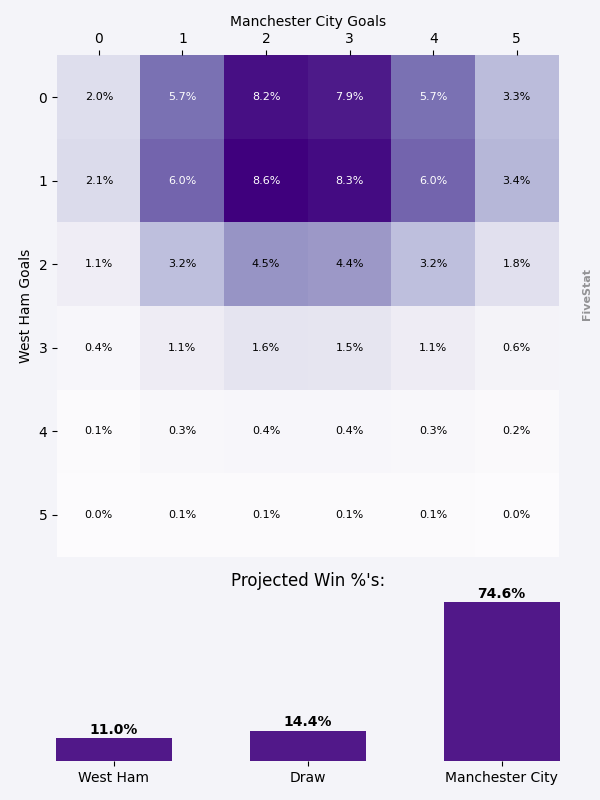 Manchester City Goals
0 1 2 3 4 5
0 2.0% 5.7% 8.2% 7.9% 5.7% 3.3%
1 2.1% 6.0% 8.6% 8.3% 6.0% 3.4%
2 1.1% 3.2% 4.5% 4.4% 3.2% 1.8%
3 0.4% 1.1% 1.6% 1.5% 1.1% 0.6%
4 0.1% 0.3% 0.4% 0.4% 0.3% 0.2%
5 0.0% 0.1% 0.1% 0.1% 0.1% 0.0%
West Ham Goals
FiveStat
Projected Win %'s:
11.0% 14.4% 74.6%
West Ham Draw Manchester City